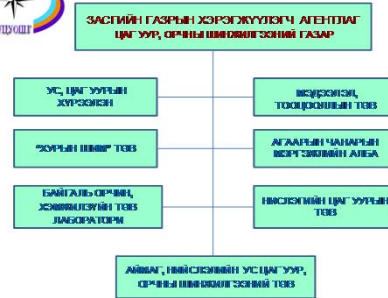 ЗАСГИЙН ГАЗРЫН ХЭРЭГЖҮҮЛЭГЧ АГЕНТЛАГ
ЦАГ УУР, ОРЧНЫ ШИНЖИЛГЭЭНИЙ ГАЗАР
УС, ЦАГ УУРЫН
ХҮРЭЭЛЭН
МЭДЭЭЛЭЛ,
ТООЦООЛЛЫН ТӨВ
"ХУРЫН ШИМ" ТӨВ
АГААРЫН ЧАНАРЫН
МЭРГЭЖЛИЙН АЛБА
БАЙГАЛЬ ОРЧИН,
ХЭМЖИЛЗҮЙН ТӨВ
ЛАБОРАТОРИ
НИСЛЭГИЙН ЦАГ УУРЫН
ТӨВ
АЙМАГ, НИЙСЛЭЛИЙН УС ЦАГ УУР,
ОРЧНЫ ШИНЖИЛГЭЭНИЙ ТӨВ